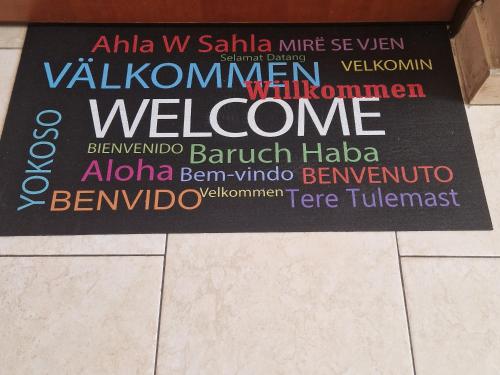 Ahla W Sahla MIRË SE VJEN
Selamat Datang
VÄLKOMMEN VELKOMIN
Willkommen
WELCOME
YOKOSO
BIENVENIDO Baruch Haba
Aloha Bem-vindo BENVENUTO
BENVIDO Velkommen Tere Tulemast